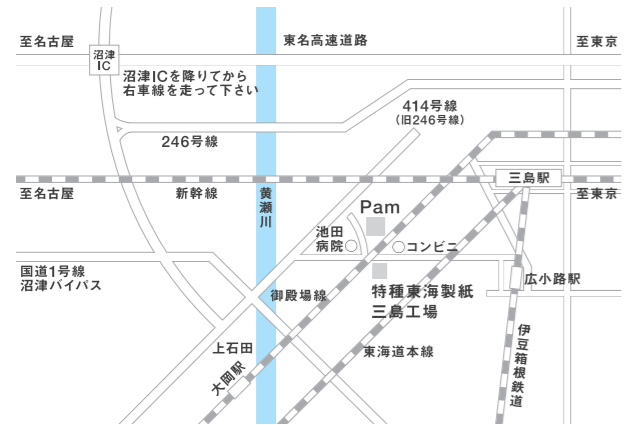 至名古屋
東名高速道路
至東京
沼津
IC
沼津ICを降りてから
右車線を走って下さい
414号線
(旧246号線)
246号線
三島駅
至名古屋
新幹線
黄瀬川
至東京
Pam
池田
病院
コンビニ
国道1号線
沼津バイパス
広小路駅
御殿場線
特種東海製紙
三島工場
上石田
東海道本線
大岡駅
伊豆箱根鉄道